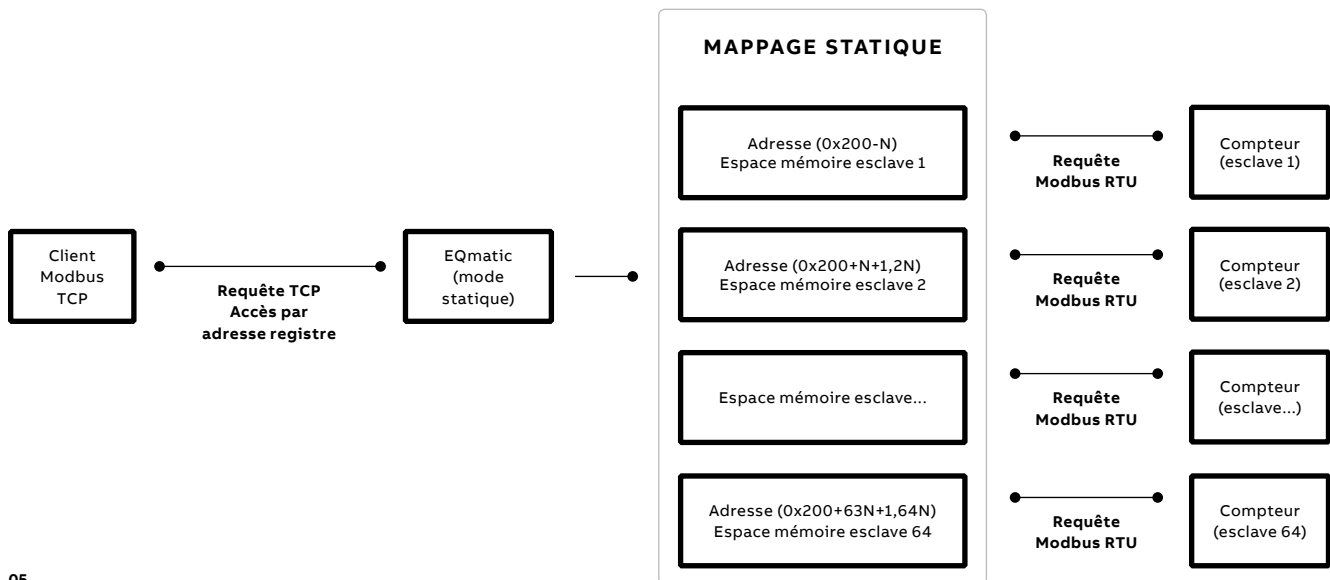 MAPPAGE STATIQUE
Adresse (0x200-N)
Espace mémoire esclave 1
Requête
Modbus RTU
Compteur
(esclave 1)
Client
Modbus
TCP
Requête TCP
Accès par
adresse registre
EQmatic
(mode
statique)
Adresse (0x200+N+1,2N)
Espace mémoire esclave 2
Requête
Modbus RTU
Compteur
(esclave 2)
Espace mémoire esclave...
Requête
Modbus RTU
Compteur
(esclave...)
Adresse (0x200+63N+1,64N)
Espace mémoire esclave 64
Requête
Modbus RTU
Compteur
(esclave 64)
05